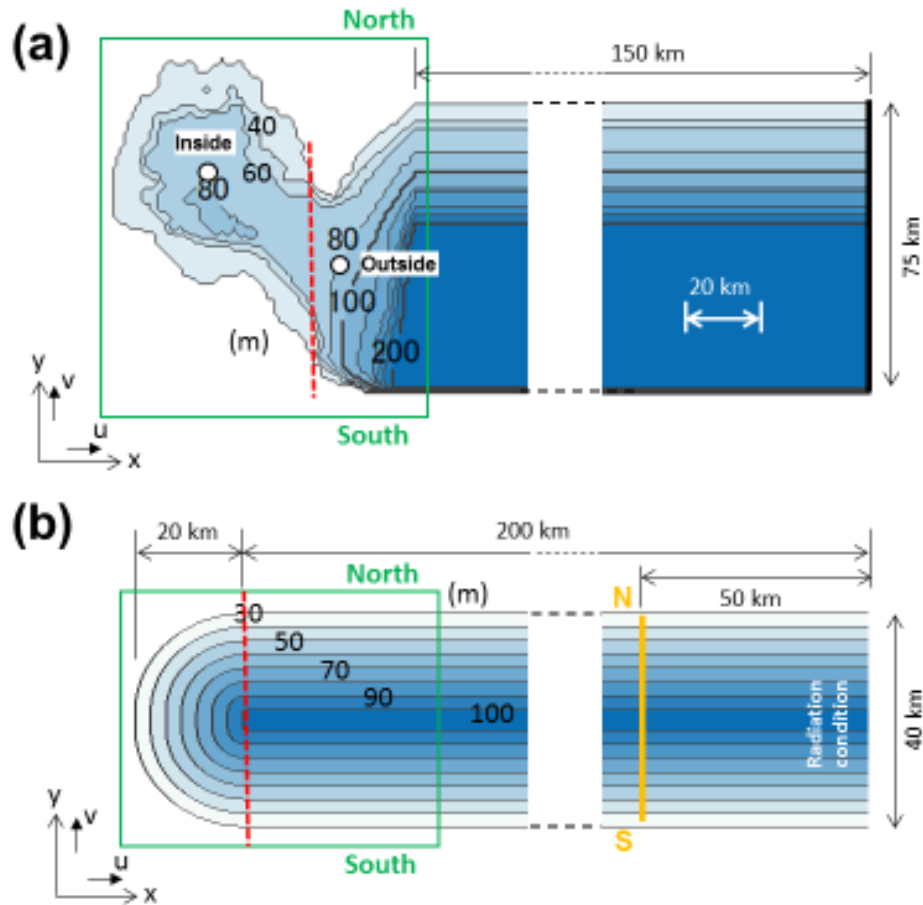 (a)
North
150 km
40
Inside
60
80
80
Outside
75 km
20 km
100
(m)
200
y
v
South
u
x
(b)
20 km
200 km
North
(m)
N
50 km
30
50
70
90
100
Radiation
condition
40 km
y
v
S
South
u
x